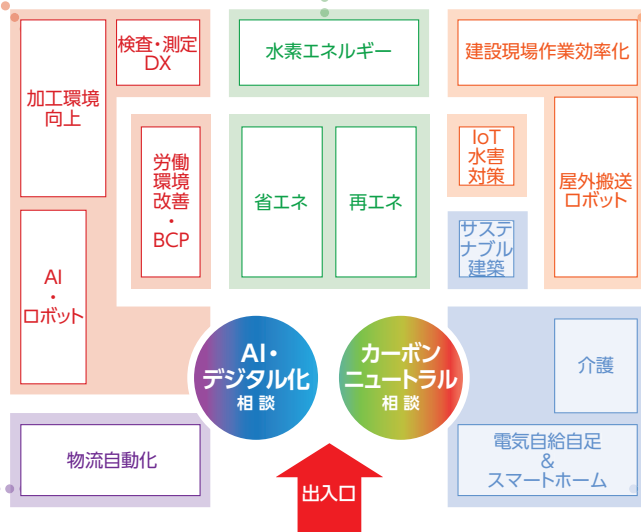 加工環境
向上
検査・測定
DX
水素エネルギー
建設現場作業効率化
労働
環境
改善
・
BCP
省エネ
再エネ
IoT
水害
対策
屋外搬送
ロボット
サステ
ナブル
建築
AI
・
ロボット
AI・
デジタル化
相談
カーボン
ニュートラル
相談
介護
物流自動化
出入口
電気自給自足
&
スマートホーム